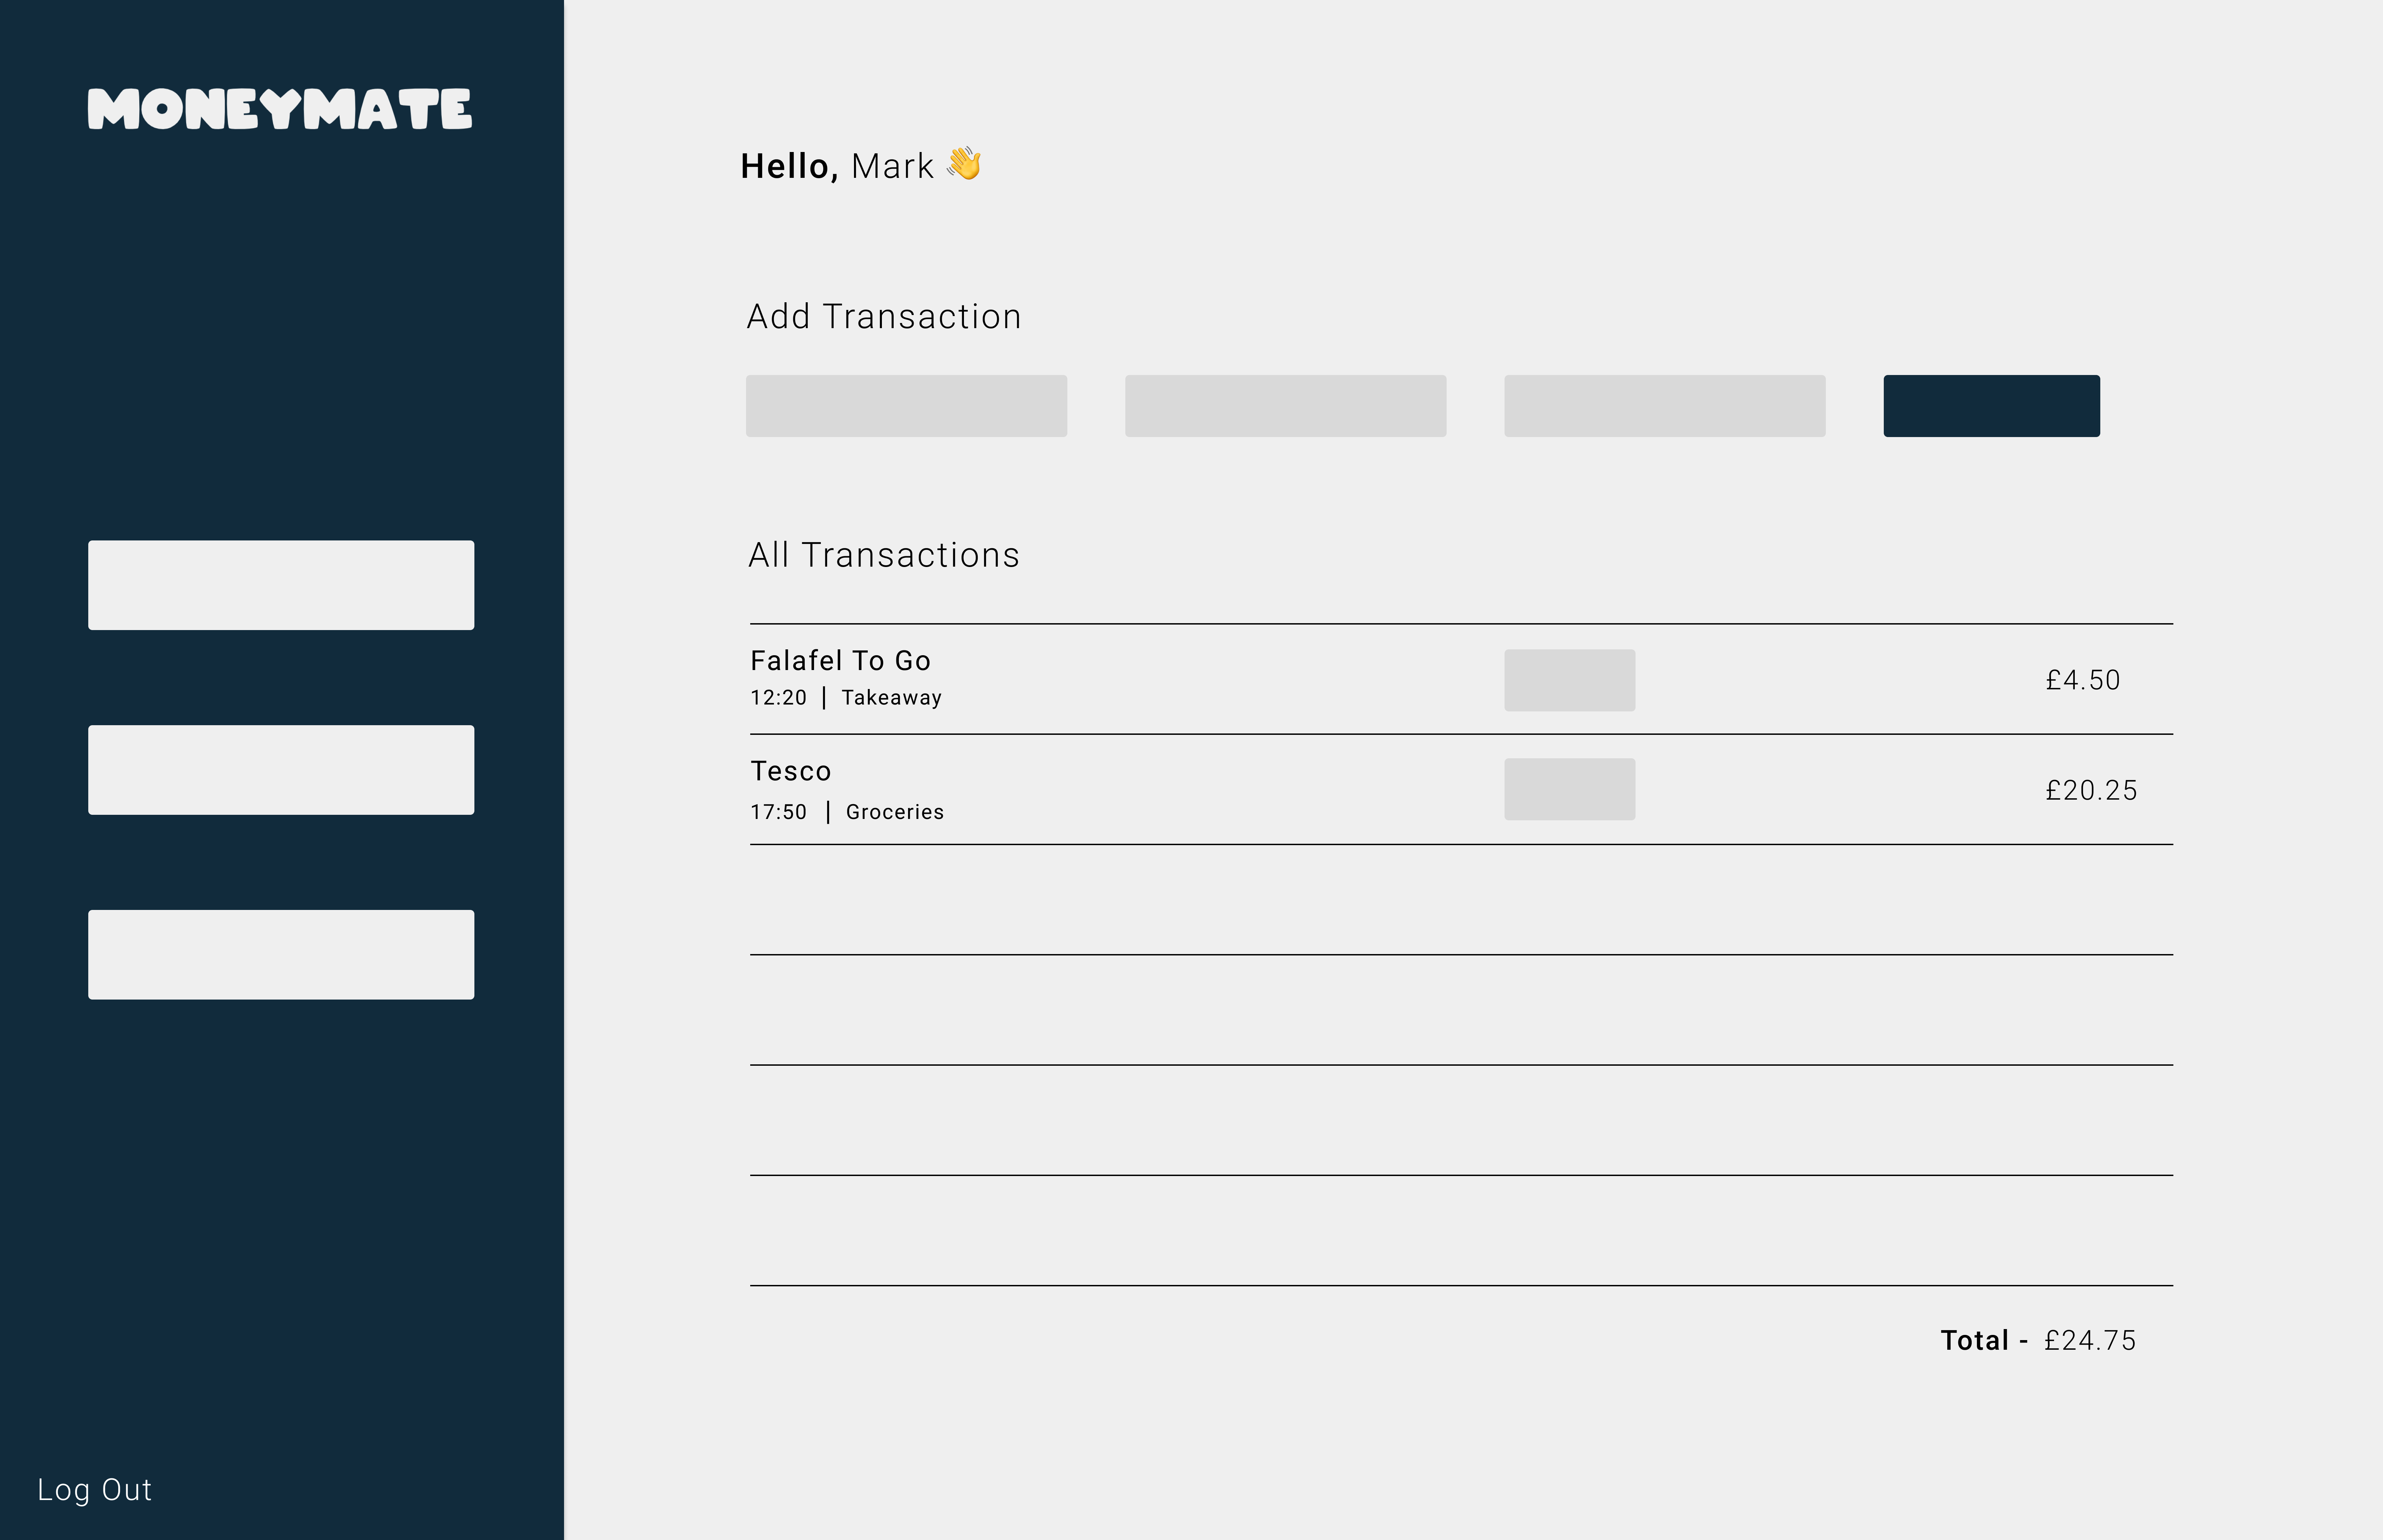 MONEYMATE
Hello, Mark 👋
Add Transaction
All Transactions
Falafel To Go
12:20 | Takeaway
£4.50
Tesco
17:50 | Groceries
£20.25
Total - £24.75
Log Out